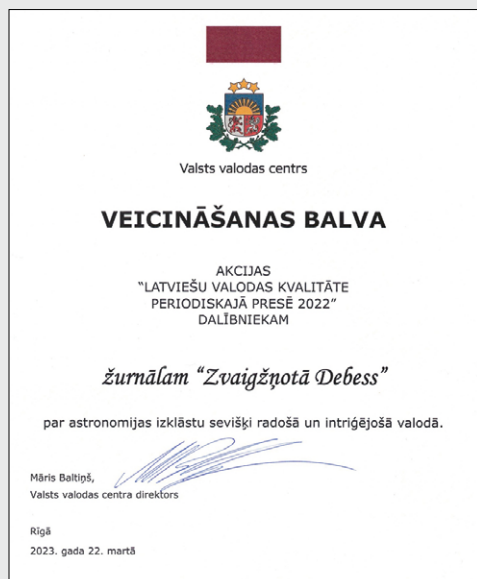 Valsts valodas centrs
VEICINĀŠANAS BALVA
AKCIJAS
“LATVIEŠU VALODAS KVALITĀTE
PERIODISKAJĀ PRESĒ 2022”
DALĪBNIEKAM
žurnālam “Zvaigžņotā Debess”
par astronomijas izklāstu sevišķi radošā un intriģējošā valodā.
Māris Baltiņš,
Valsts valodas centra direktors
Rīgā
2023. gada 22. martā